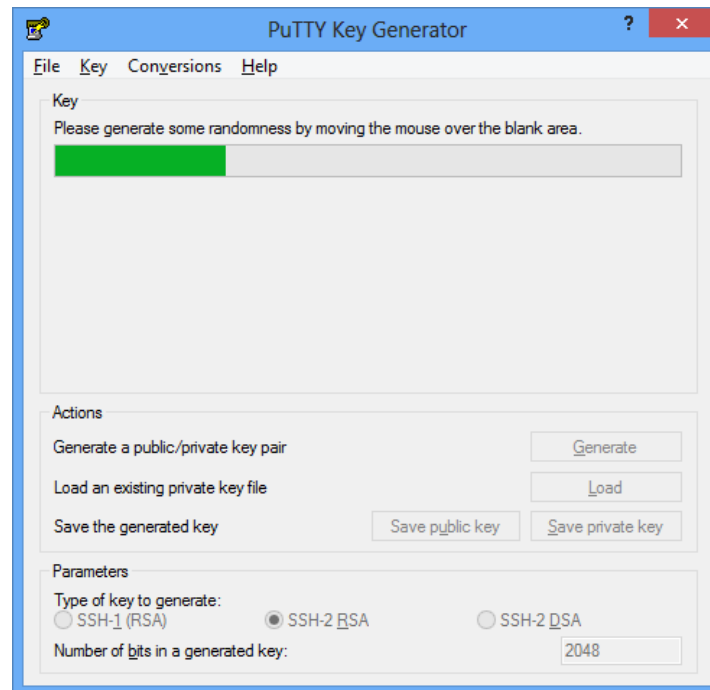 PuTTY Key Generator ? ×
File Key Conversions Help
Key
Please generate some randomness by moving the mouse over the blank area.
Actions
Generate a public/private key pair Generate
Load an existing private key file Load
Save the generated key Save public key Save private key
Parameters
Type of key to generate:
SSH-1 (RSA) SSH-2 RSA SSH-2 DSA
Number of bits in a generated key: 2048